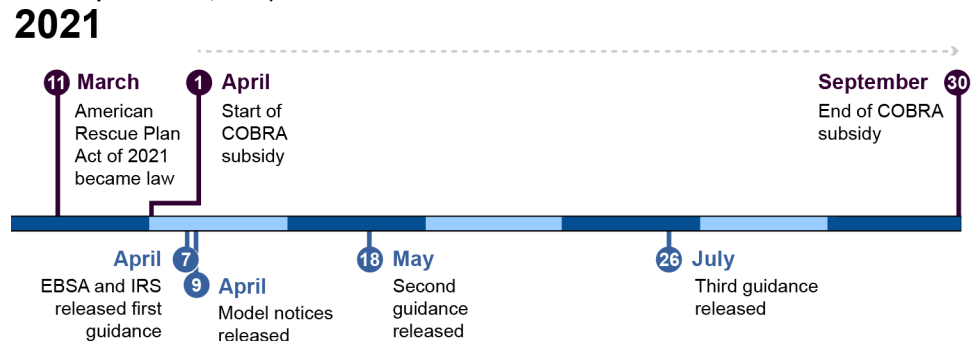 2021
11 March
American
Rescue Plan
Act of 2021
became law
1 April
Start of
COBRA
subsidy
September 30
End of COBRA
subsidy
April 7
EBSA and IRS
released first
guidance
9 April
Model notices
released
18 May
Second
guidance
released
26 July
Third guidance
released